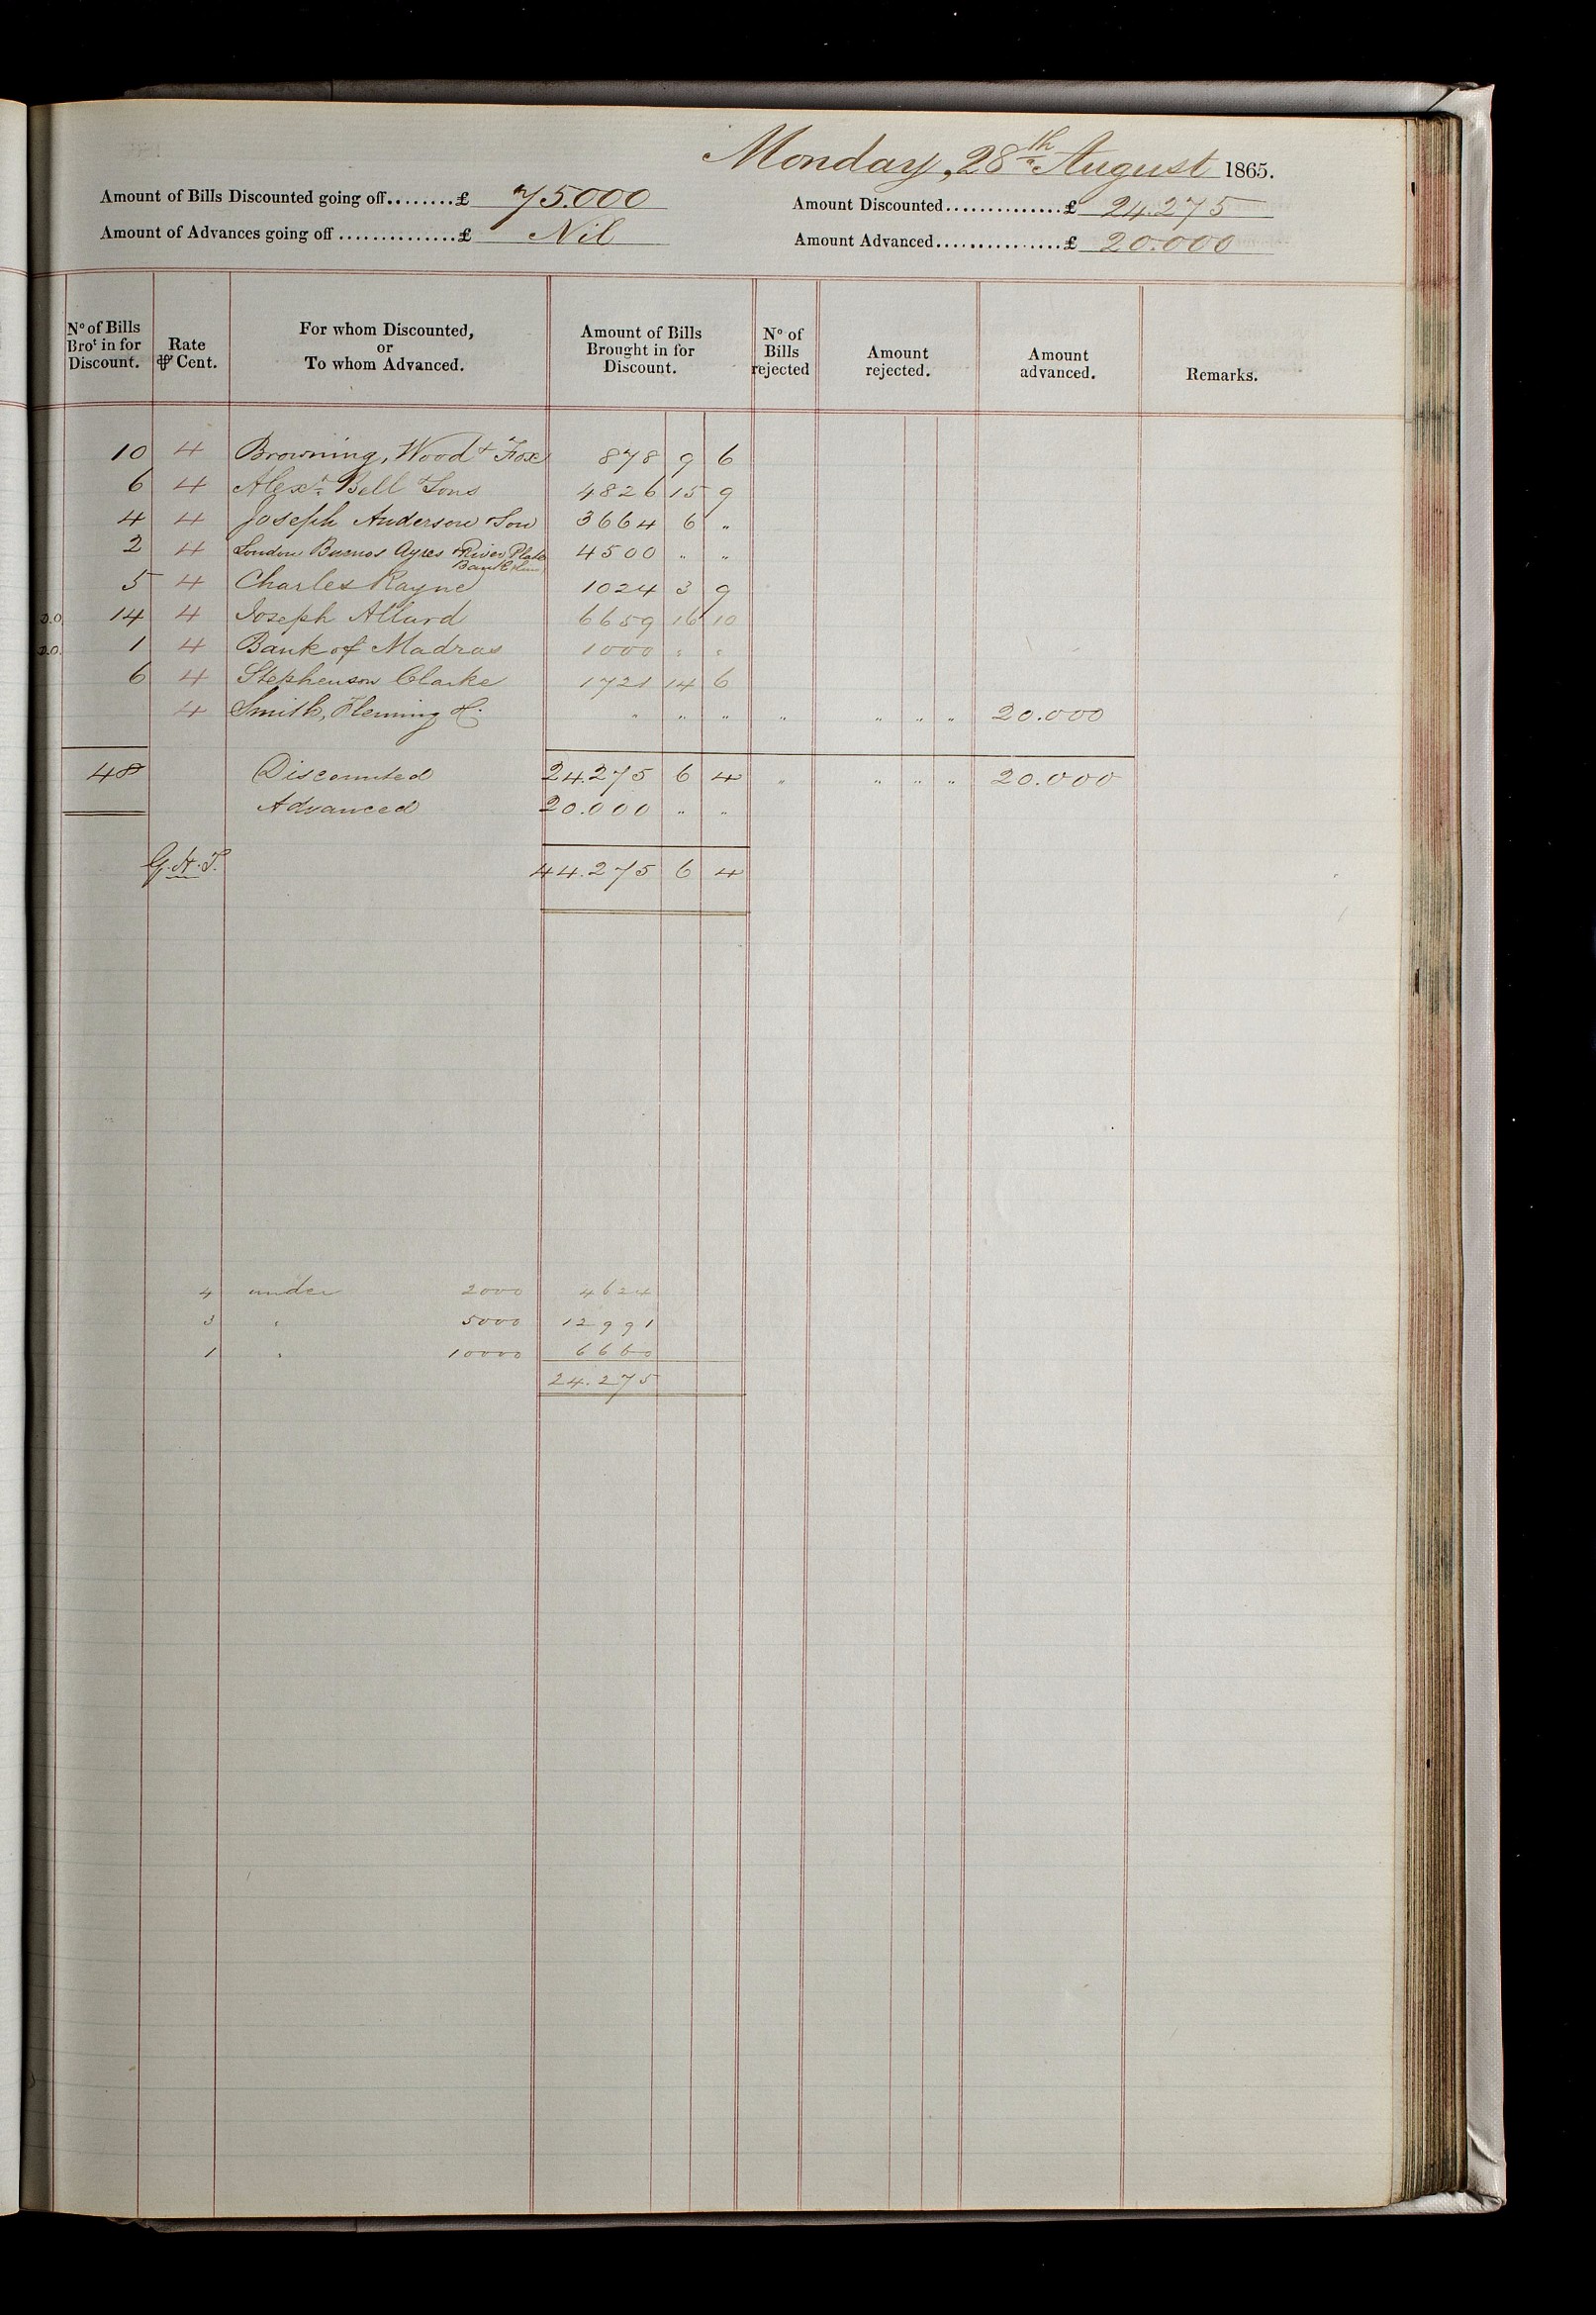 Monday, 28th August 1865.
Amount of Bills Discounted going off........£ 75.000
Amount Discounted..............£ 24.275
Amount of Advances going off...............£ Nil
Amount Advanced................£ 20.000
No of Bills Brot in for Discount. Rate ⅌ Cent. For whom Discounted, or To whom Advanced. Amount of Bills Brought in for Discount. No of Bills rejected Amount rejected. Amount advanced. Remarks.
10 4 Browning, Wood + Fox 878 9 6
6 4 Alexr Bell & Sons 4826 15 9
4 4 Joseph Anderson & Son 3664 6 "
2 4 London Buenos Ayres & River Plate 4500 " "
Bank
5 4 Charles Rayne 1024 3 9
D.O. 14 4 Joseph Allard 6659 16 10
D.O. 1 4 Bank of Madras 1000 " "
6 4 Stephenson Clarke 1721 14 6
4 Smith, Fleming & Co. " " " " " " " 20.000
48 Discounted 24.275 6 4 " " " " 20.000
Advanced 20.000 " "
G.H.T. 44.275 6 4
4 under 2000 4624
3 " 5000 12991
1 " 10000 6660
24.275